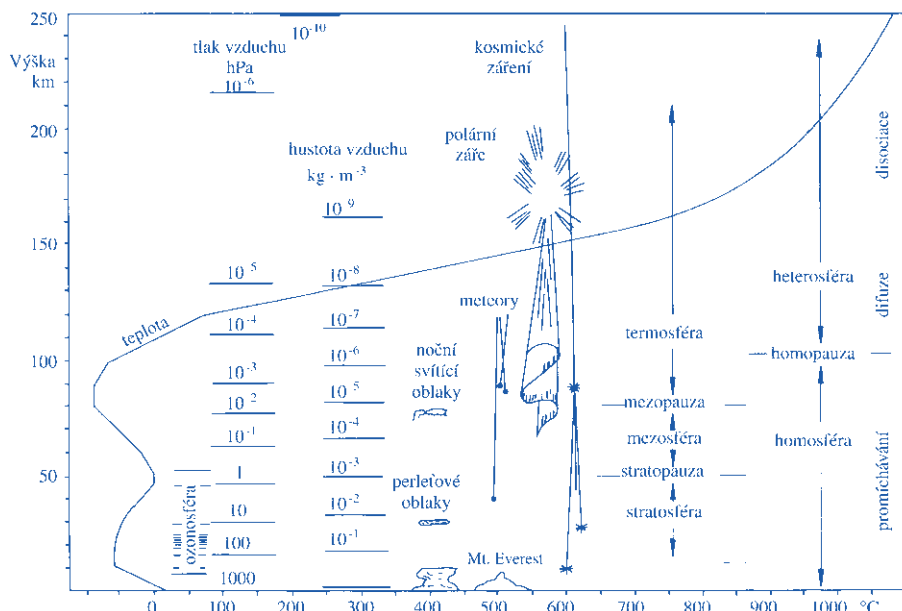 250
Výška
km
200
150
100
50
tlak vzduchu
hPa
10-6
10-5
10-4
10-3
10-2
10-1
1
10
100
1000
teplota
ozonosféra
10-10
hustota vzduchu
kg · m-3
10-9
10-8
10-7
10-6
10-5
10-4
10-3
10-2
10-1
noční
svítící
oblaky
perleťové
oblaky
kosmické
záření
polární
záře
meteory
Mt. Everest
termosféra
mezopauza
mezosféra
stratopauza
stratosféra
heterosféra
homopauza
homosféra
disociace
difuze
promíchávání
0 100 200 300 400 500 600 700 800 900 1000 °C